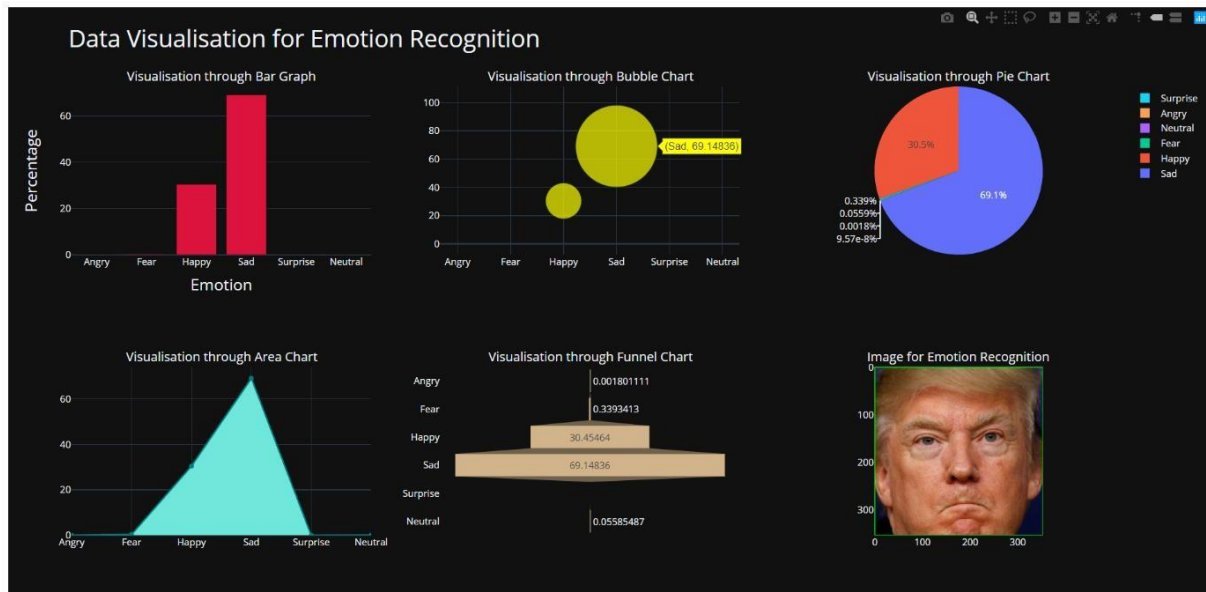 Data Visualisation for Emotion Recognition
Visualisation through Bar Graph
60
40
20
0
Percentage
Angry Fear Happy Sad Surprise Neutral
Emotion
Visualisation through Bubble Chart
100
80
60
40
20
0
(Sad, 69.14836)
Angry Fear Happy Sad Surprise Neutral
Visualisation through Pie Chart
30.5%
69.1%
0.339%
0.0559%
0.0018%
9.57e-8%
Surprise
Angry
Neutral
Fear
Happy
Sad
Visualisation through Area Chart
60
40
20
0
Angry Fear Happy Sad Surprise Neutral
Visualisation through Funnel Chart
Angry 0.001801111
Fear 0.3393413
Happy 30.45464
Sad 69.14836
Surprise
Neutral 0.05585487
Image for Emotion Recognition
0
100
200
300
0 100 200 300